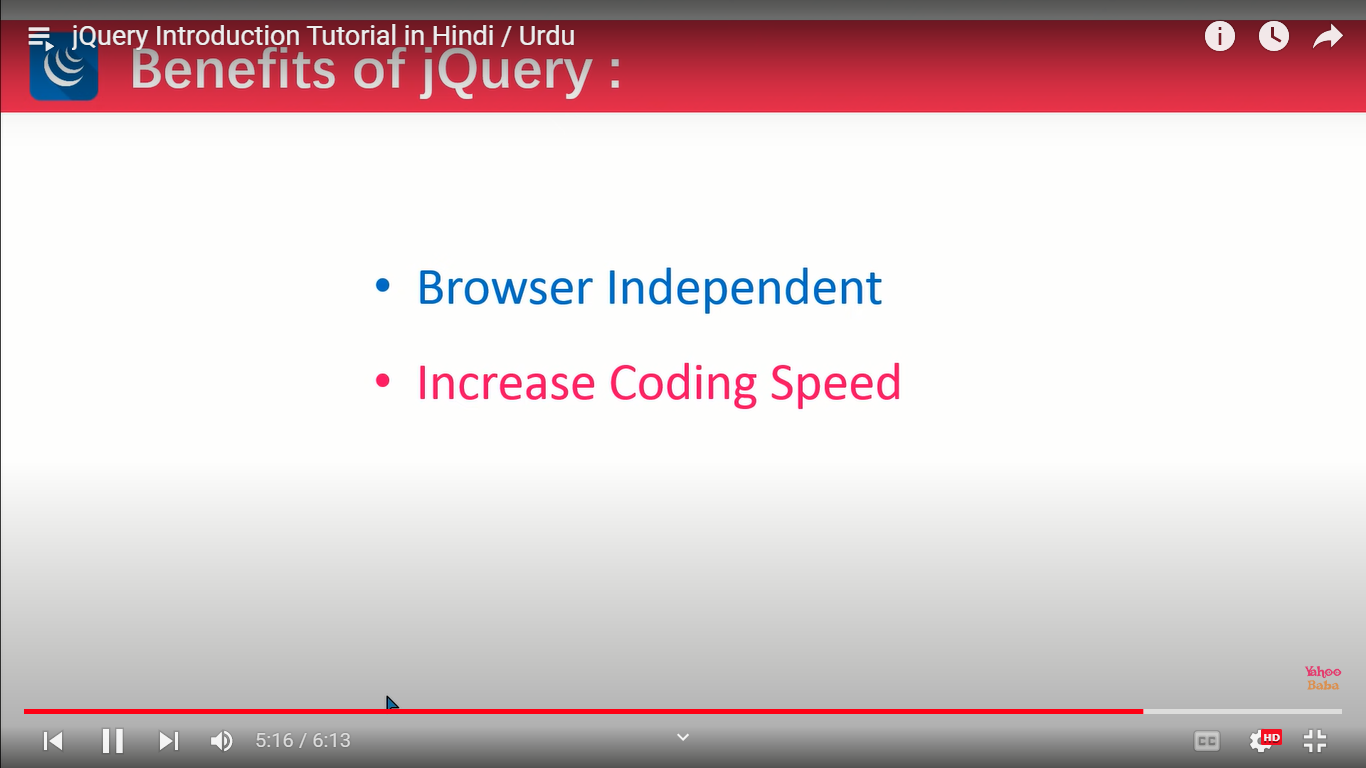 jQuery Introduction Tutorial in Hindi / Urdu
Benefits of jQuery :
• Browser Independent
• Increase Coding Speed
Yahoo
Baba
5:16 / 6:13
CC
HD